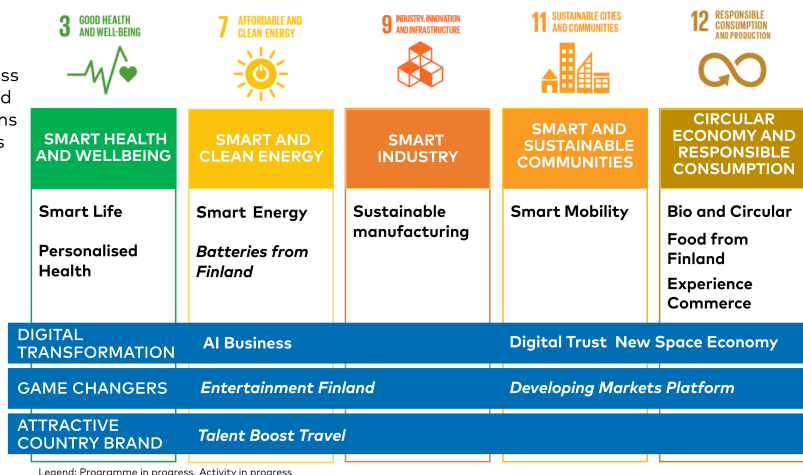 3 GOOD HEALTH
AND WELL-BEING
7 AFFORDABLE AND
CLEAN ENERGY
9 INDUSTRY, INNOVATION
AND INFRASTRUCTURE
11 SUSTAINABLE CITIES
AND COMMUNITIES
12 RESPONSIBLE
CONSUMPTION
AND PRODUCTION
ss
d
ns
s
SMART HEALTH
AND WELLBEING
SMART AND
CLEAN ENERGY
SMART
INDUSTRY
SMART AND
SUSTAINABLE
COMMUNITIES
CIRCULAR
ECONOMY AND
RESPONSIBLE
CONSUMPTION
Smart Life
Personalised
Health
Smart Energy
Batteries from
Finland
Sustainable
manufacturing
Smart Mobility
Bio and Circular
Food from
Finland
Experience
Commerce
DIGITAL
TRANSFORMATION
AI Business
Digital Trust New Space Economy
GAME CHANGERS
Entertainment Finland
Developing Markets Platform
ATTRACTIVE
COUNTRY BRAND
Talent Boost Travel
Legend: Programme in progress, Activity in progress